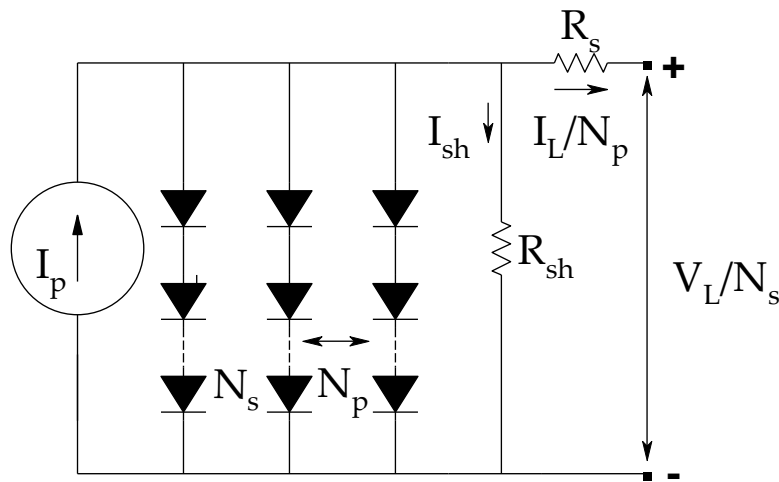 R_s
+
I_sh
I_L/N_p
I_p
R_sh
V_L/N_s
N_s
N_p
-